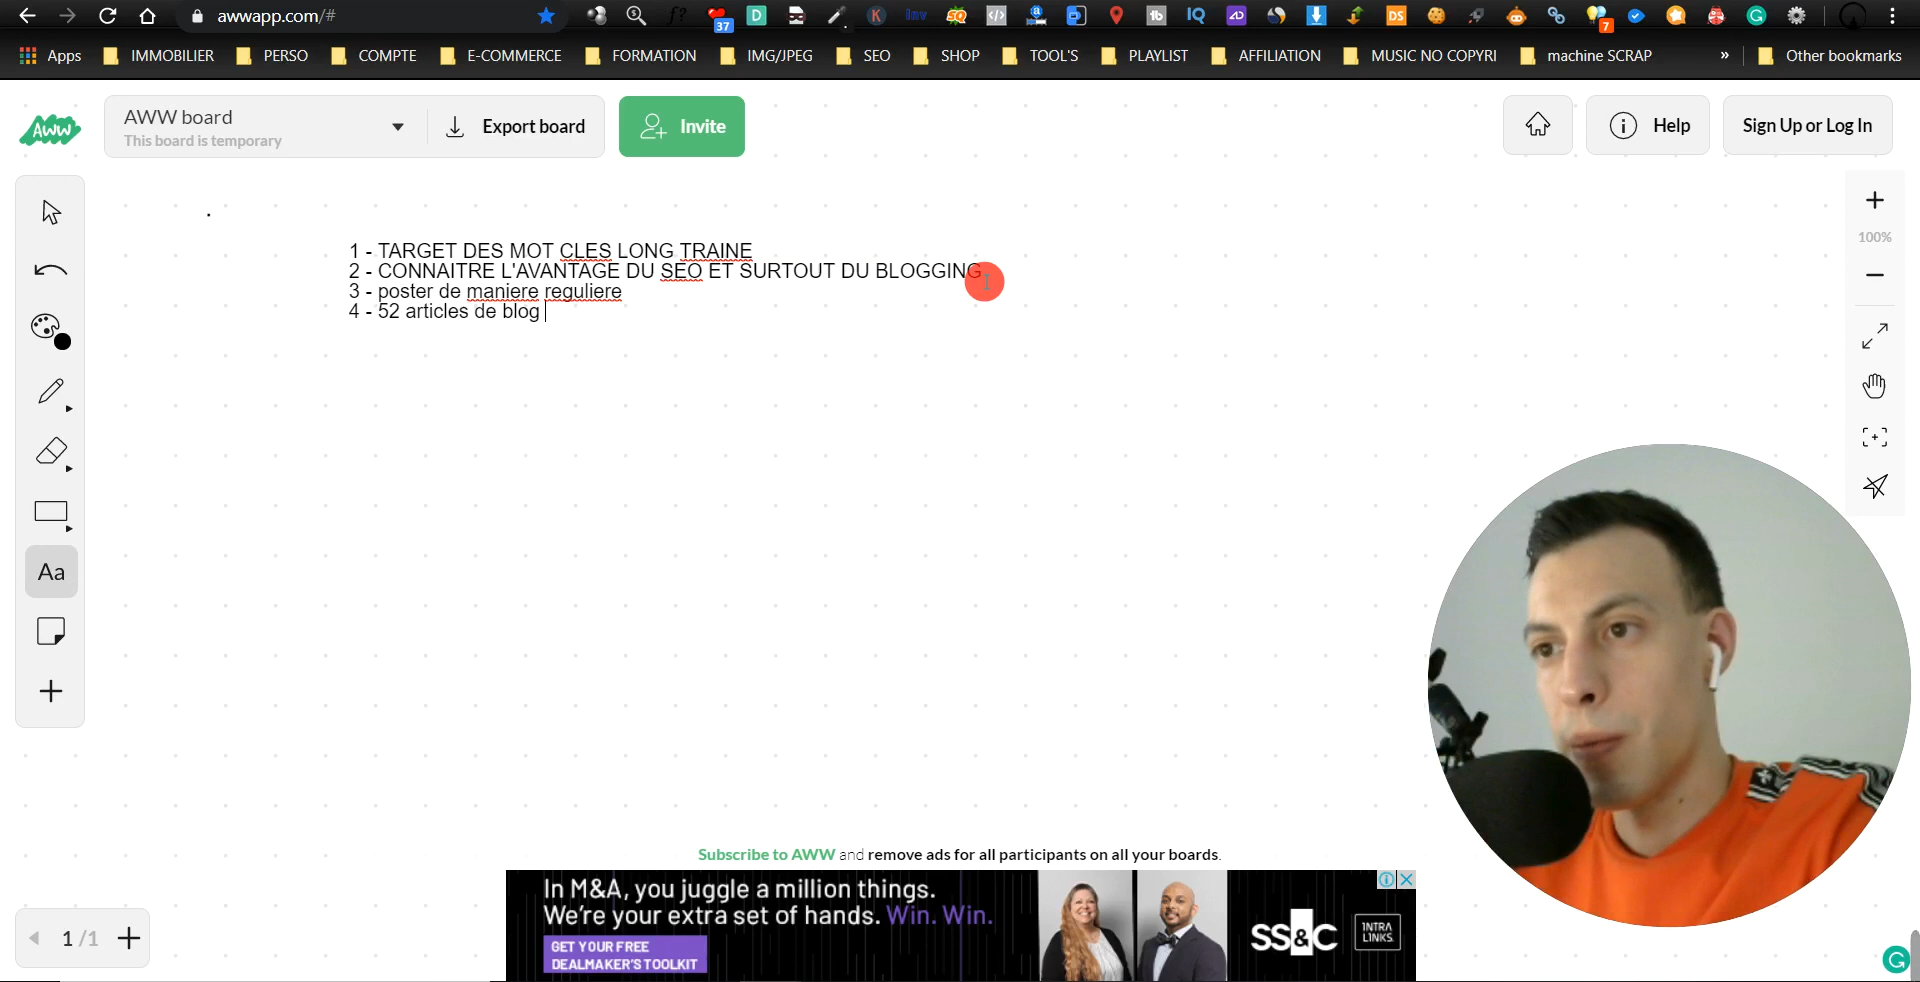 awwapp.com/#
37
7
Apps
IMMOBILIER
PERSO
COMPTE
E-COMMERCE
FORMATION
IMG/JPEG
SEO
SHOP
TOOL'S
PLAYLIST
AFFILIATION
MUSIC NO COPYRI
machine SCRAP
»
Other bookmarks
AWW
AWW board
This board is temporary
Export board
Invite
Help
Sign Up or Log In
100%
1 - TARGET DES MOT CLES LONG TRAINE
2 - CONNAITRE L'AVANTAGE DU SEO ET SURTOUT DU BLOGGING
3 - poster de maniere reguliere
4 - 52 articles de blog
Aa
Subscribe to AWW and remove ads for all participants on all your boards.
In M&A, you juggle a million things.
We're your extra set of hands. Win. Win.
GET YOUR FREE
DEALMAKER'S TOOLKIT
SS&C
INTRA
LINKS
1 /1